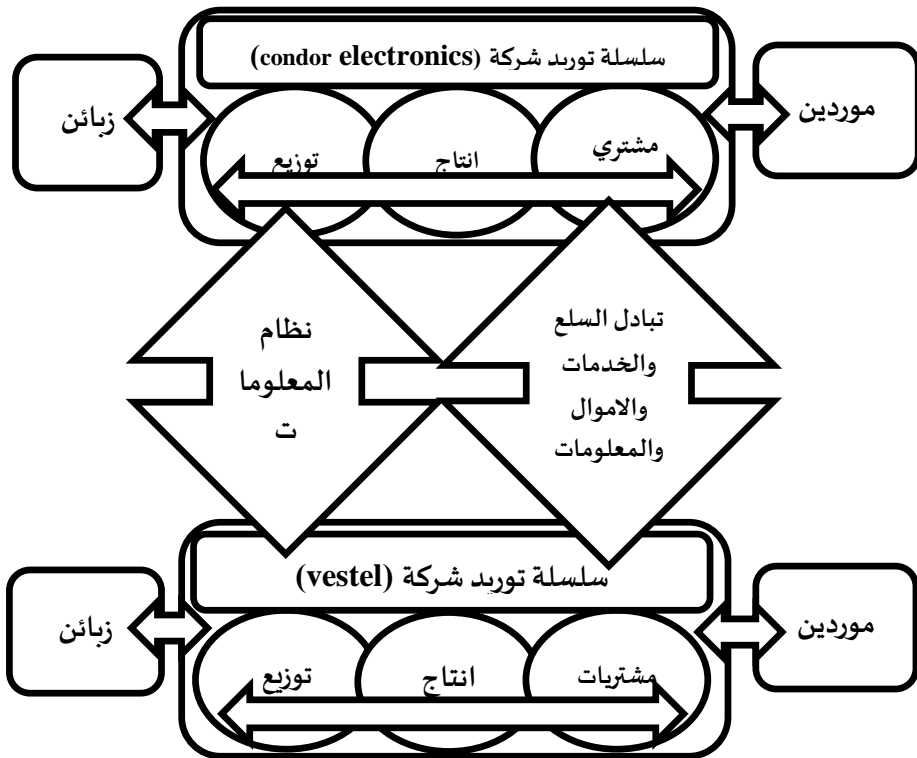 سلسلة توريد شركة (condor electronics)
موردين
زبائن
مشتري
انتاج
توزيع
تبادل السلع
والخدمات
والاموال
والمعلومات
نظام
المعلوما
ت
سلسلة توريد شركة (vestel)
موردين
زبائن
مشتريات
انتاج
توزيع